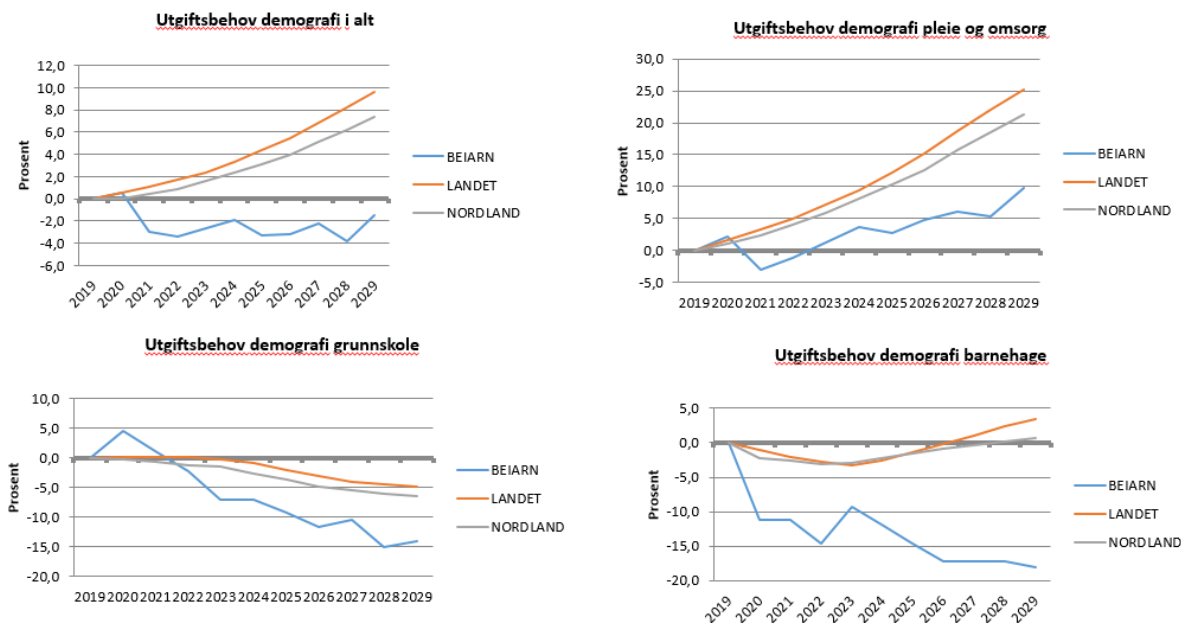 Utgiftsbehov demografi i alt
12,0
10,0
8,0
6,0
4,0
2,0
0,0
-2,0
-4,0
-6,0
Prosent
2019 2020 2021 2022 2023 2024 2025 2026 2027 2028 2029
BEIARN
LANDET
NORDLAND
Utgiftsbehov demografi pleie og omsorg
30,0
25,0
20,0
15,0
10,0
5,0
0,0
-5,0
Prosent
2019 2020 2021 2022 2023 2024 2025 2026 2027 2028 2029
BEIARN
LANDET
NORDLAND
Utgiftsbehov demografi grunnskole
10,0
5,0
0,0
-5,0
-10,0
-15,0
-20,0
Prosent
2019 2020 2021 2022 2023 2024 2025 2026 2027 2028 2029
BEIARN
LANDET
NORDLAND
Utgiftsbehov demografi barnehage
5,0
0,0
-5,0
-10,0
-15,0
-20,0
Prosent
2019 2020 2021 2022 2023 2024 2025 2026 2027 2028 2029
BEIARN
LANDET
NORDLAND